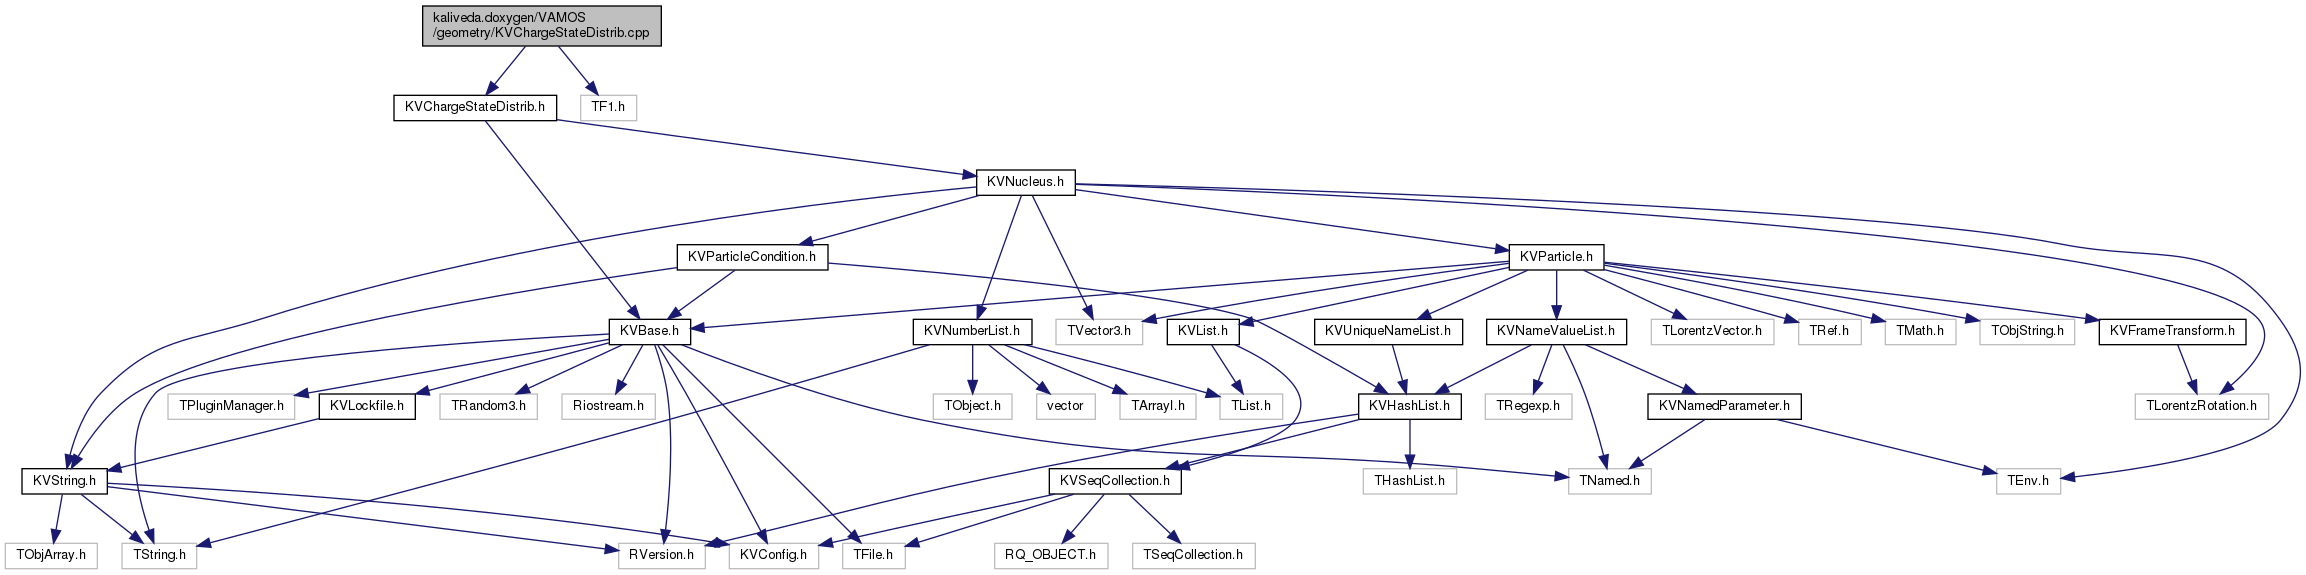 kaliveda.doxygen/VAMOS
/geometry/KVChargeStateDistrib.cpp
KVChargeStateDistrib.h
TF1.h
KVNucleus.h
KVParticleCondition.h
KVParticle.h
KVBase.h
KVNumberList.h
TVector3.h
KVList.h
KVUniqueNameList.h
KVNameValueList.h
TLorentzVector.h
TRef.h
TMath.h
TObjString.h
KVFrameTransform.h
TPluginManager.h
KVLockfile.h
TRandom3.h
Riostream.h
TObject.h
vector
TArrayI.h
TList.h
KVHashList.h
TRegexp.h
KVNamedParameter.h
TLorentzRotation.h
KVString.h
KVSeqCollection.h
THashList.h
TNamed.h
TEnv.h
TObjArray.h
TString.h
RVersion.h
KVConfig.h
TFile.h
RQ_OBJECT.h
TSeqCollection.h